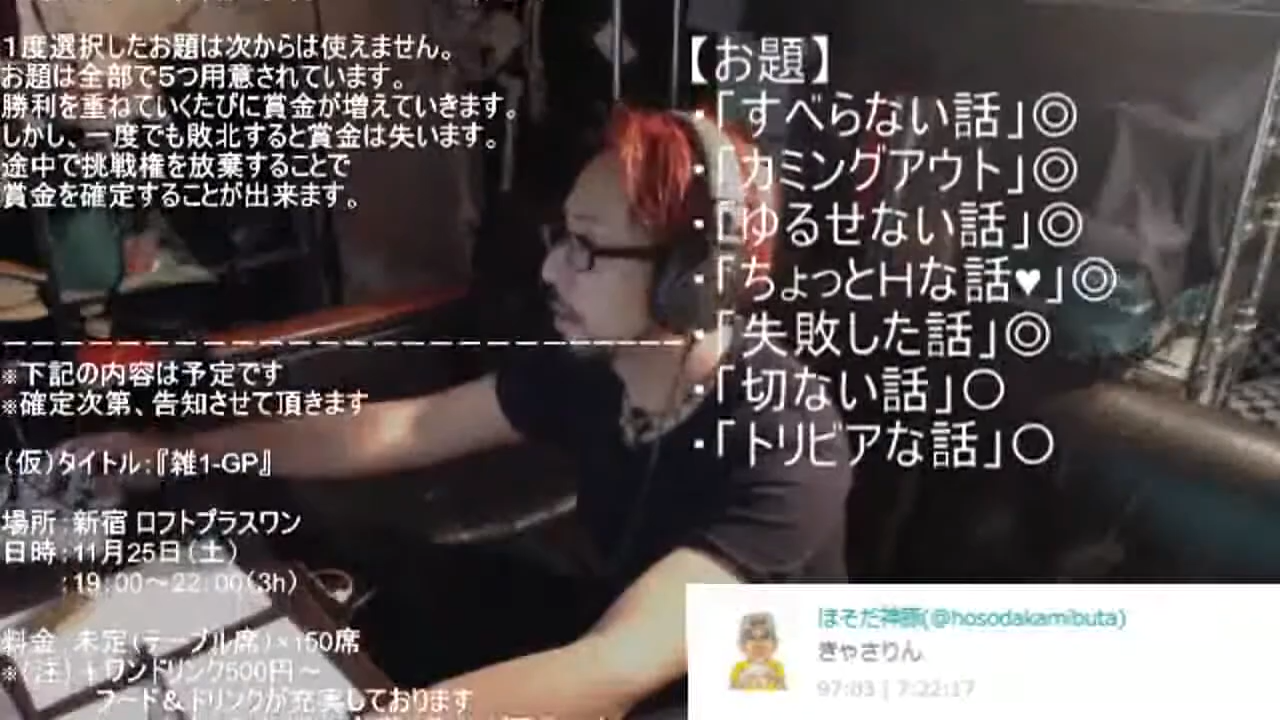 １度選択したお題は次からは使えません。
お題は全部で５つ用意されています。
勝利を重ねていくたびに賞金が増えていきます。
しかし、一度でも敗北すると賞金は失います。
途中で挑戦権を放棄することで
賞金を確定することが出来ます。
※下記の内容は予定です
※確定次第、告知させて頂きます
（仮）タイトル：『雑1-GP』
場所：新宿 ロフトプラスワン
日時：11月25日（土）
：19：00～22：00（3h）
料金：未定（テーブル席）×150席
※（注）＋ワンドリンク500円～
フード＆ドリンクが充実しております
【お題】
・「すべらない話」◎
・「カミングアウト」◎
・「ゆるせない話」◎
・「ちょっとHな話♥」◎
・「失敗した話」◎
・「切ない話」〇
・「トリビアな話」〇
ほそだ神豚(@hosodakamibuta)
きゃさりん
97:83 | 7:22:17